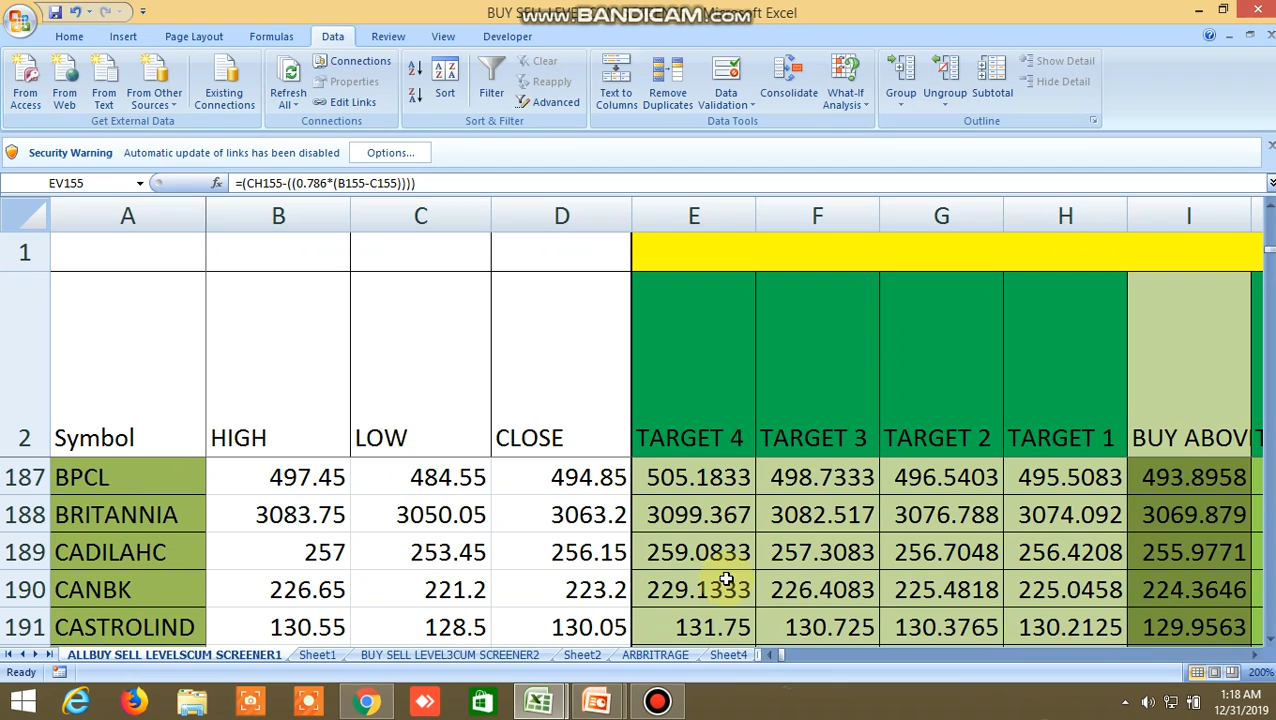 BUY SELL LEVE
www.BANDICAM.com
Microsoft Excel
Home Insert Page Layout Formulas Data Review View Developer
From Access
From Web
From Text
From Other Sources
Existing Connections
Get External Data
Refresh All
Connections
Properties
Edit Links
Connections
Sort
Filter
Clear
Reapply
Advanced
Sort & Filter
Text to Columns
Remove Duplicates
Data Validation
Consolidate
What-If Analysis
Data Tools
Group
Ungroup
Subtotal
Show Detail
Hide Detail
Outline
Security Warning Automatic update of links has been disabled Options...
EV155 fx =(CH155-((0.786*(B155-C155))))
A B C D E F G H I
1
2 Symbol HIGH LOW CLOSE TARGET 4 TARGET 3 TARGET 2 TARGET 1 BUY ABOV T
187 BPCL 497.45 484.55 494.85 505.1833 498.7333 496.5403 495.5083 493.8958
188 BRITANNIA 3083.75 3050.05 3063.2 3099.367 3082.517 3076.788 3074.092 3069.879
189 CADILAHC 257 253.45 256.15 259.0833 257.3083 256.7048 256.4208 255.9771
190 CANBK 226.65 221.2 223.2 229.1333 226.4083 225.4818 225.0458 224.3646
191 CASTROLIND 130.55 128.5 130.05 131.75 130.725 130.3765 130.2125 129.9563
ALLBUY SELL LEVELSCUM SCREENER1 Sheet1 BUY SELL LEVEL3CUM SCREENER2 Sheet2 ARBRITRAGE Sheet4
Ready 200%
1:18 AM
12/31/2019